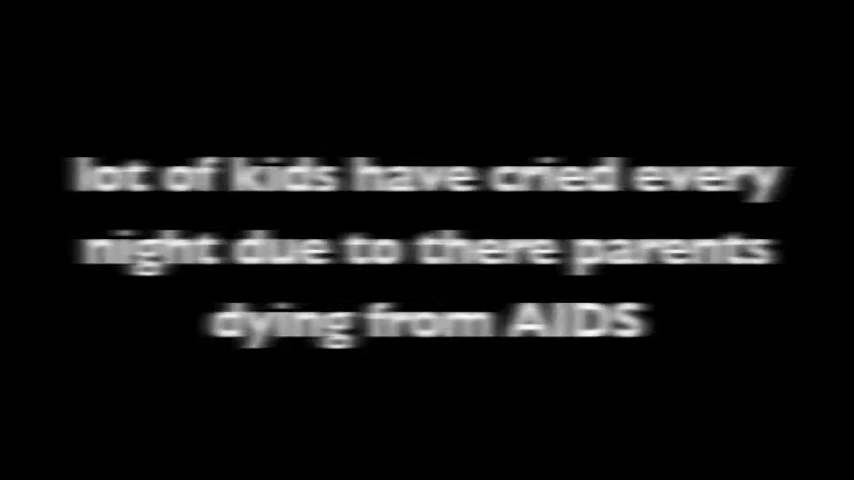 lot of kids have cried every
night due to there parents
dying from AIDS